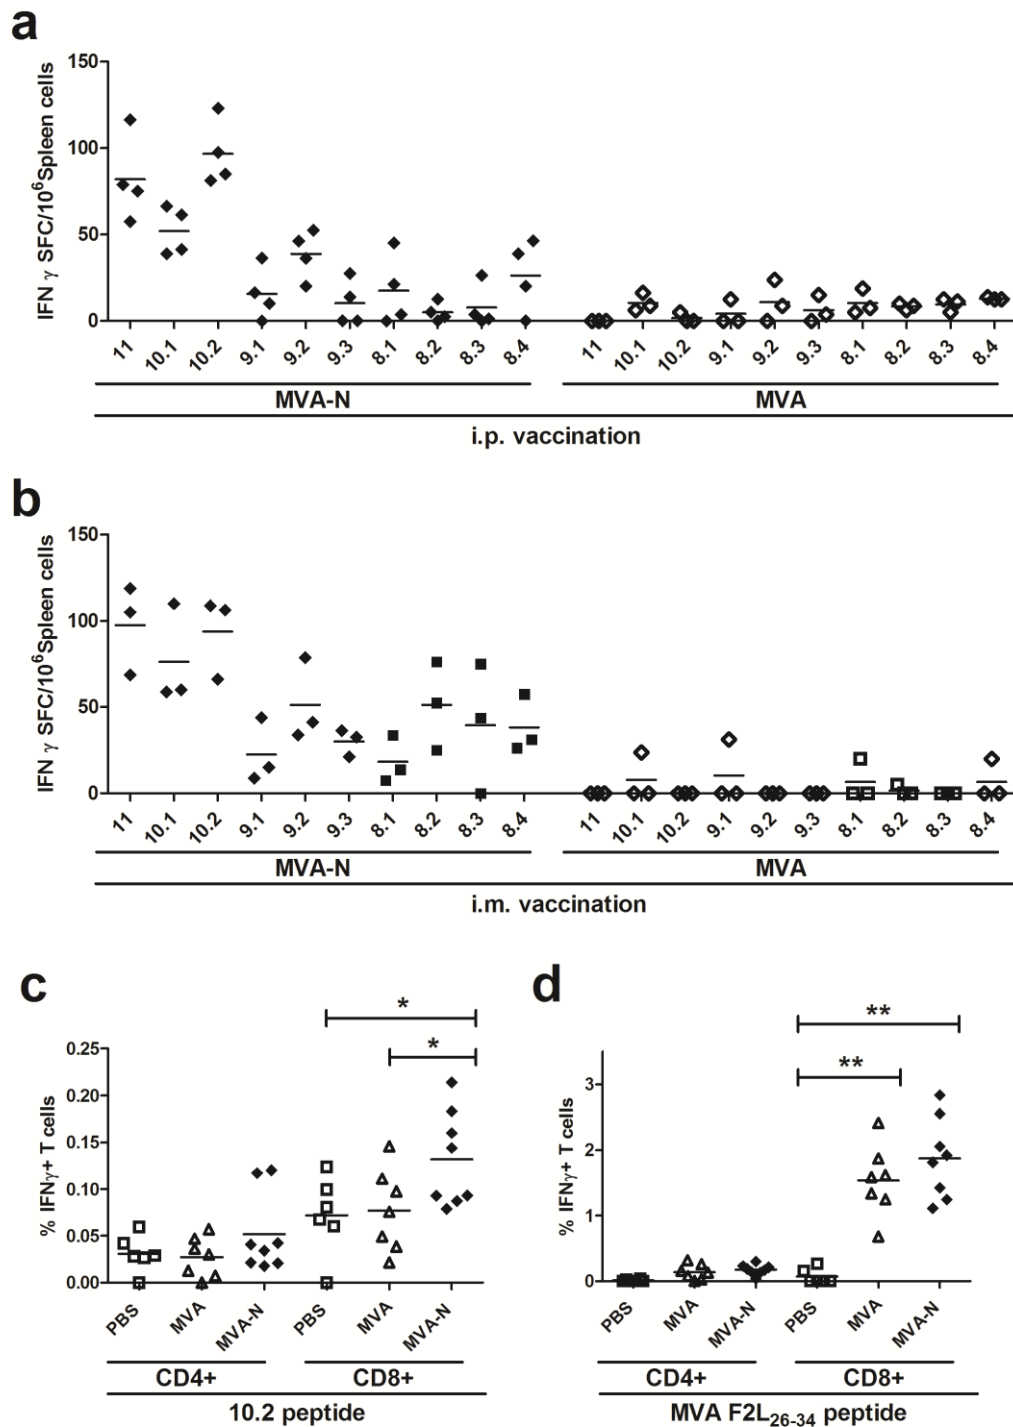 a
IFN γ SFC/10⁶Spleen cells
150
100
50
0
11 10.1 10.2 9.1 9.2 9.3 8.1 8.2 8.3 8.4 11 10.1 10.2 9.1 9.2 9.3 8.1 8.2 8.3 8.4
MVA-N MVA
i.p. vaccination
b
IFN γ SFC/10⁶Spleen cells
150
100
50
0
11 10.1 10.2 9.1 9.2 9.3 8.1 8.2 8.3 8.4 11 10.1 10.2 9.1 9.2 9.3 8.1 8.2 8.3 8.4
MVA-N MVA
i.m. vaccination
c
% IFNγ+ T cells
*
*
0.25
0.20
0.15
0.10
0.05
0.00
PBS MVA MVA-N PBS MVA MVA-N
CD4+ CD8+
10.2 peptide
d
% IFNγ+ T cells
**
**
3
2
1
0
PBS MVA MVA-N PBS MVA MVA-N
CD4+ CD8+
MVA F2L₂₆₋₃₄ peptide